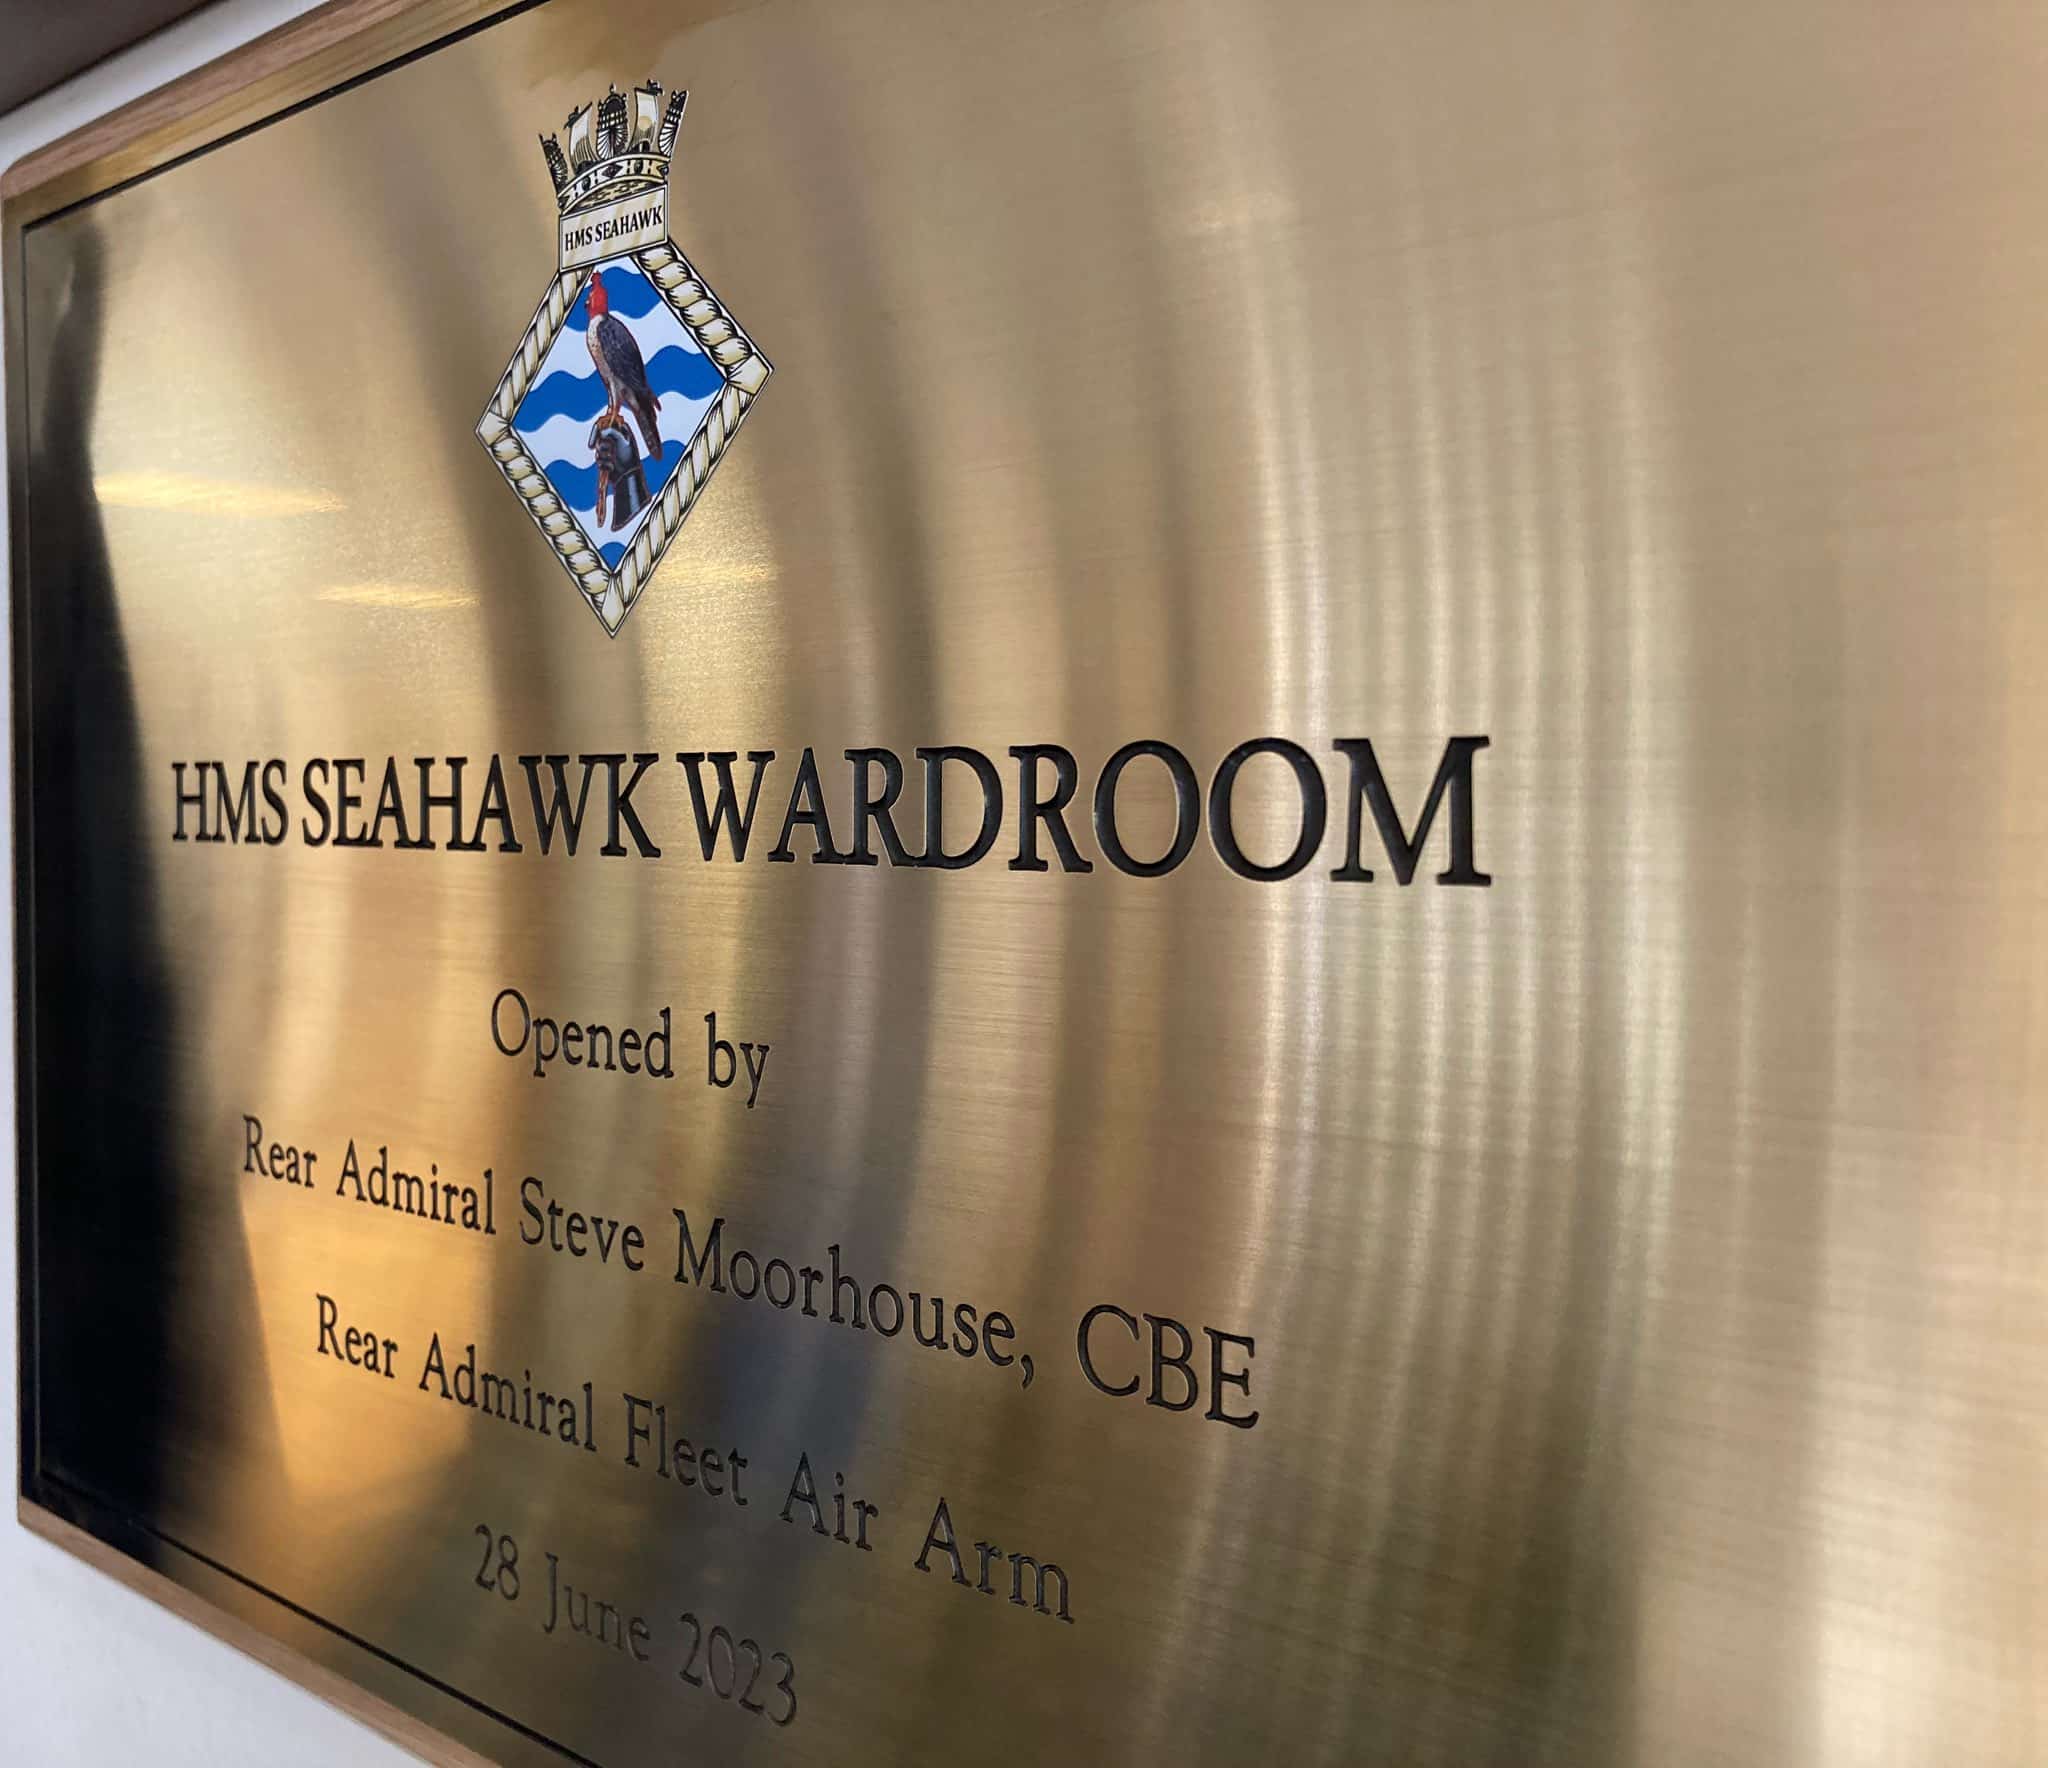 HMS SEAHAWK
HMS SEAHAWK WARDROOM
Opened by
Rear Admiral Steve Moorhouse, CBE
Rear Admiral Fleet Air Arm
28 June 2023